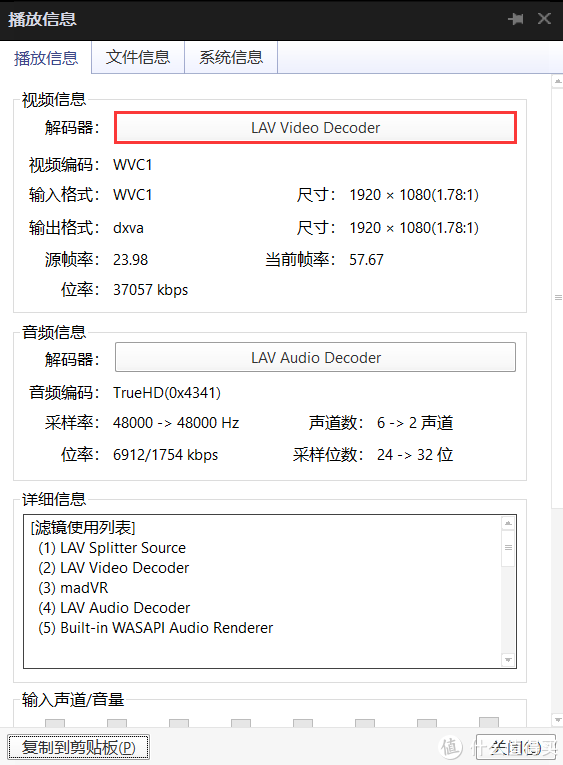 播放信息
播放信息 文件信息 系统信息
视频信息
解码器： LAV Video Decoder
视频编码： WVC1
输入格式： WVC1 尺寸： 1920 × 1080(1.78:1)
输出格式： dxva 尺寸： 1920 × 1080(1.78:1)
源帧率： 23.98 当前帧率： 57.67
位率： 37057 kbps
音频信息
解码器： LAV Audio Decoder
音频编码： TrueHD(0x4341)
采样率： 48000 -> 48000 Hz 声道数： 6 -> 2 声道
位率： 6912/1754 kbps 采样位数： 24 -> 32 位
详细信息
[滤镜使用列表]
(1) LAV Splitter Source
(2) LAV Video Decoder
(3) madVR
(4) LAV Audio Decoder
(5) Built-in WASAPI Audio Renderer
输入声道/音量
复制到剪贴板(P) 关闭(C)
值 什么值得买